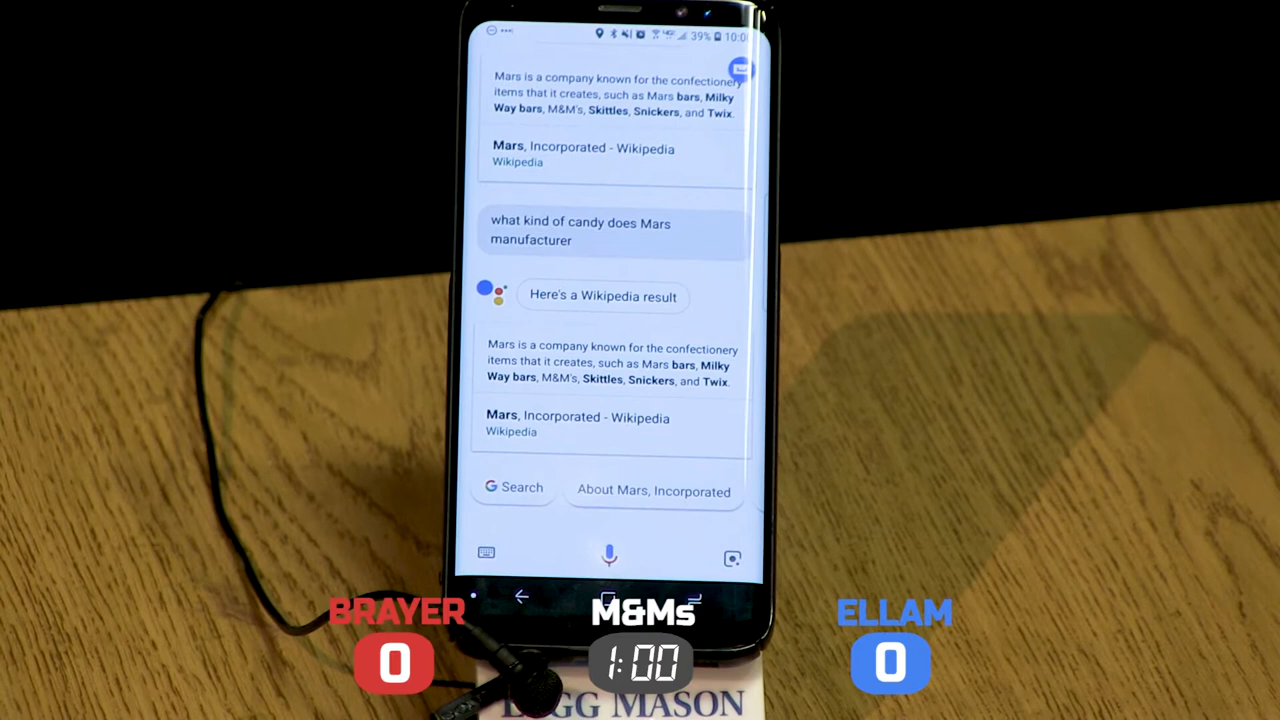 39% 10:0
Mars is a company known for the confectionery
items that it creates, such as Mars bars, Milky
Way bars, M&M's, Skittles, Snickers, and Twix.
Mars, Incorporated - Wikipedia
Wikipedia
what kind of candy does Mars
manufacturer
Here's a Wikipedia result
Mars is a company known for the confectionery
items that it creates, such as Mars bars, Milky
Way bars, M&M's, Skittles, Snickers, and Twix.
Mars, Incorporated - Wikipedia
Wikipedia
G Search
About Mars, Incorporated
BRAYER
M&Ms
ELLAM
0
1:00
0
LEGG MASON